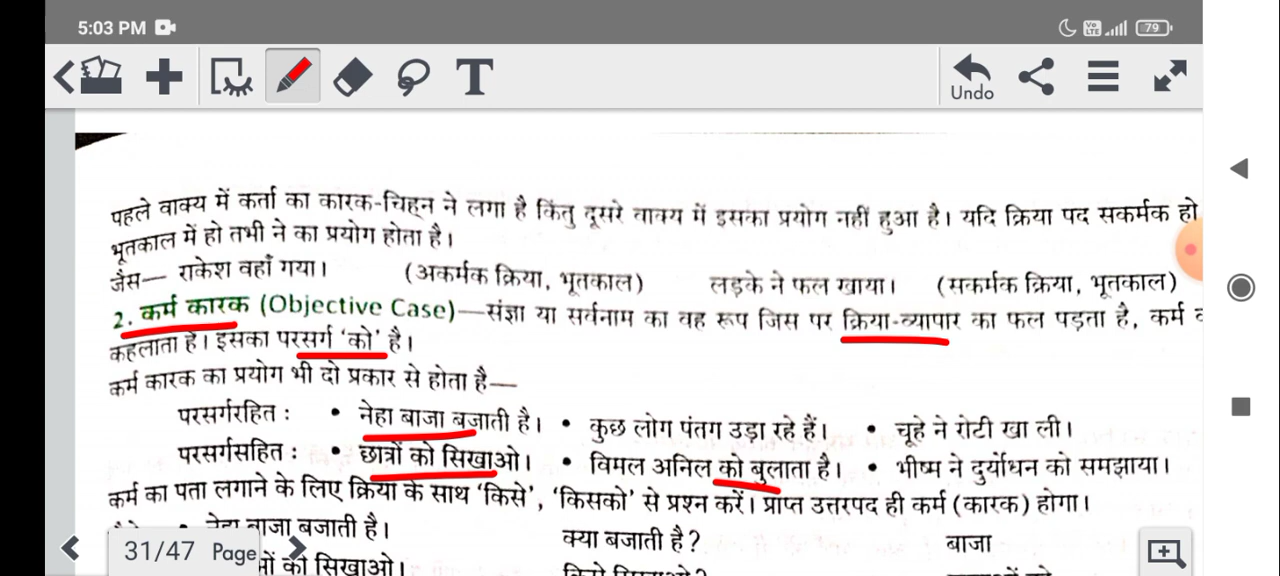 5:03 PM
79
Undo
पहले वाक्य में कर्ता का कारक-चिह्न ने लगा है किंतु दूसरे वाक्य में इसका प्रयोग नहीं हुआ है। यदि क्रिया पद सकर्मक हो
भूतकाल में हो तभी ने का प्रयोग होता है।
जैस— राकेश वहाँ गया। (अकर्मक क्रिया, भूतकाल) लड़के ने फल खाया। (सकर्मक क्रिया, भूतकाल)
2. कर्म कारक (Objective Case)—संज्ञा या सर्वनाम का वह रूप जिस पर क्रिया-व्यापार का फल पड़ता है, कर्म
कहलाता है। इसका परसर्ग 'को' है।
कर्म कारक का प्रयोग भी दो प्रकार से होता है—
परसर्गरहित : • नेहा बाजा बजाती है। • कुछ लोग पंतग उड़ा रहे हैं। • चूहे ने रोटी खा ली।
परसर्गसहित : • छात्रों को सिखाओ। • विमल अनिल को बुलाता है। • भीष्म ने दुर्योधन को समझाया।
कर्म का पता लगाने के लिए क्रिया के साथ 'किसे', 'किसको' से प्रश्न करें। प्राप्त उत्तरपद ही कर्म (कारक) होगा।
• नेहा बाजा बजाती है। क्या बजाती है? बाजा
31/47 Page
को सिखाओ।